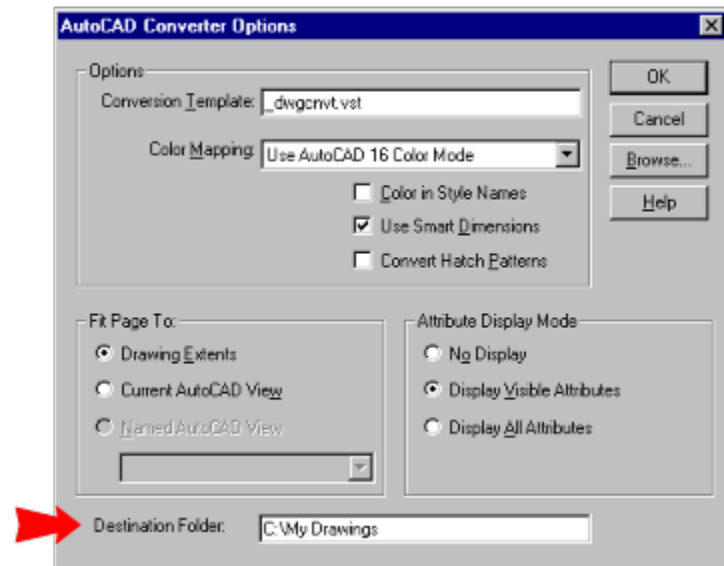 AutoCAD Converter Options
Options
Conversion Template: _dwgcnvt.vst
Color Mapping: Use AutoCAD 16 Color Mode
Color in Style Names
Use Smart Dimensions
Convert Hatch Patterns
OK
Cancel
Browse...
Help
Fit Page To:
Drawing Extents
Current AutoCAD View
Named AutoCAD View
Attribute Display Mode
No Display
Display Visible Attributes
Display All Attributes
Destination Folder: C:\My Drawings